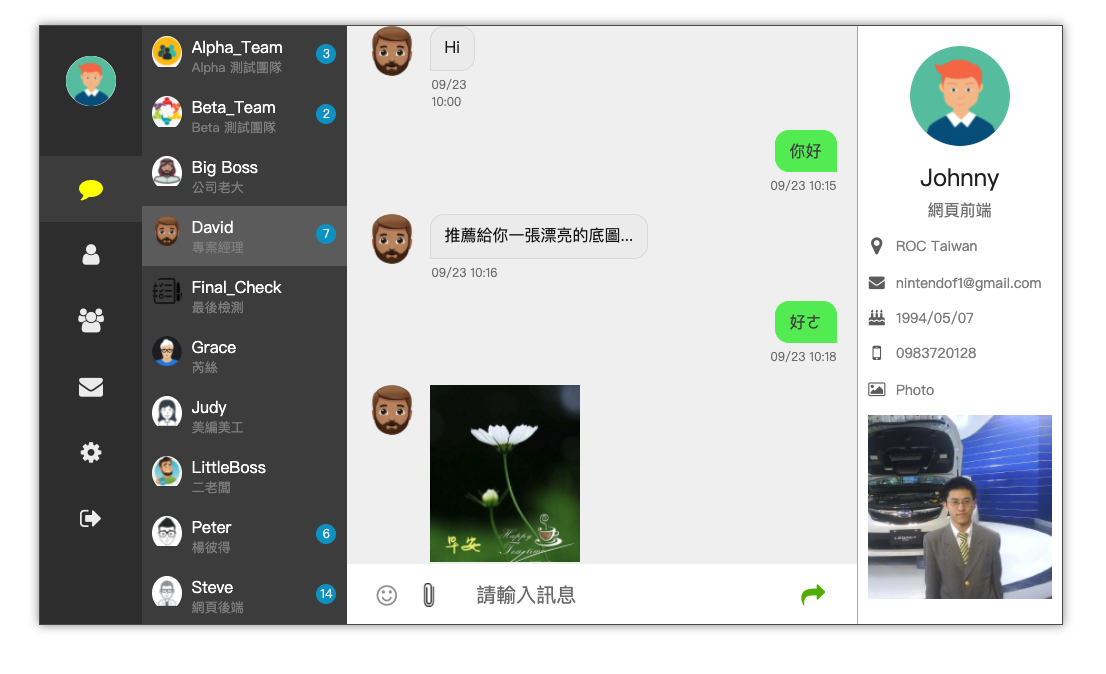 Alpha_Team
3
Alpha 測試團隊
Beta_Team
2
Beta 測試團隊
Big Boss
公司老大
David
7
專案經理
Final_Check
最後檢測
Grace
芮絲
Judy
美編美工
LittleBoss
二老闆
Peter
6
楊彼得
Steve
14
網頁後端
Hi
09/23
10:00
你好
09/23 10:15
推薦給你一張漂亮的底圖...
09/23 10:16
好ㄜ
09/23 10:18
早安
Happy
Teatime
請輸入訊息
Johnny
網頁前端
ROC Taiwan
nintendof1@gmail.com
1994/05/07
0983720128
Photo